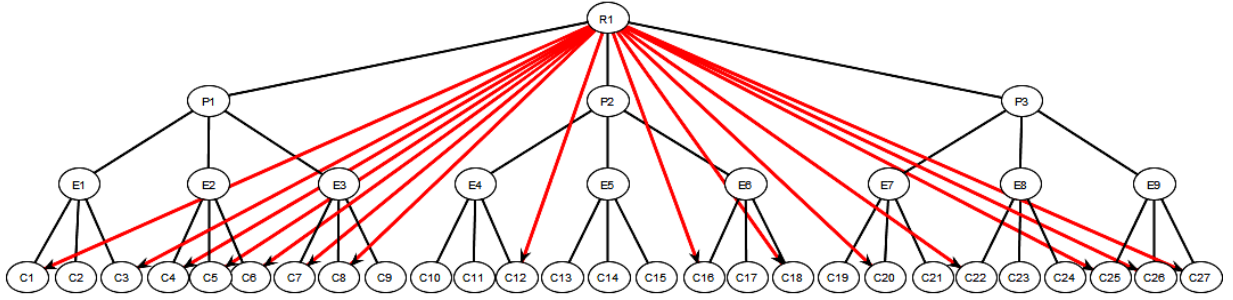 R1
P1 P2 P3
E1 E2 E3 E4 E5 E6 E7 E8 E9
C1 C2 C3 C4 C5 C6 C7 C8 C9 C10 C11 C12 C13 C14 C15 C16 C17 C18 C19 C20 C21 C22 C23 C24 C25 C26 C27